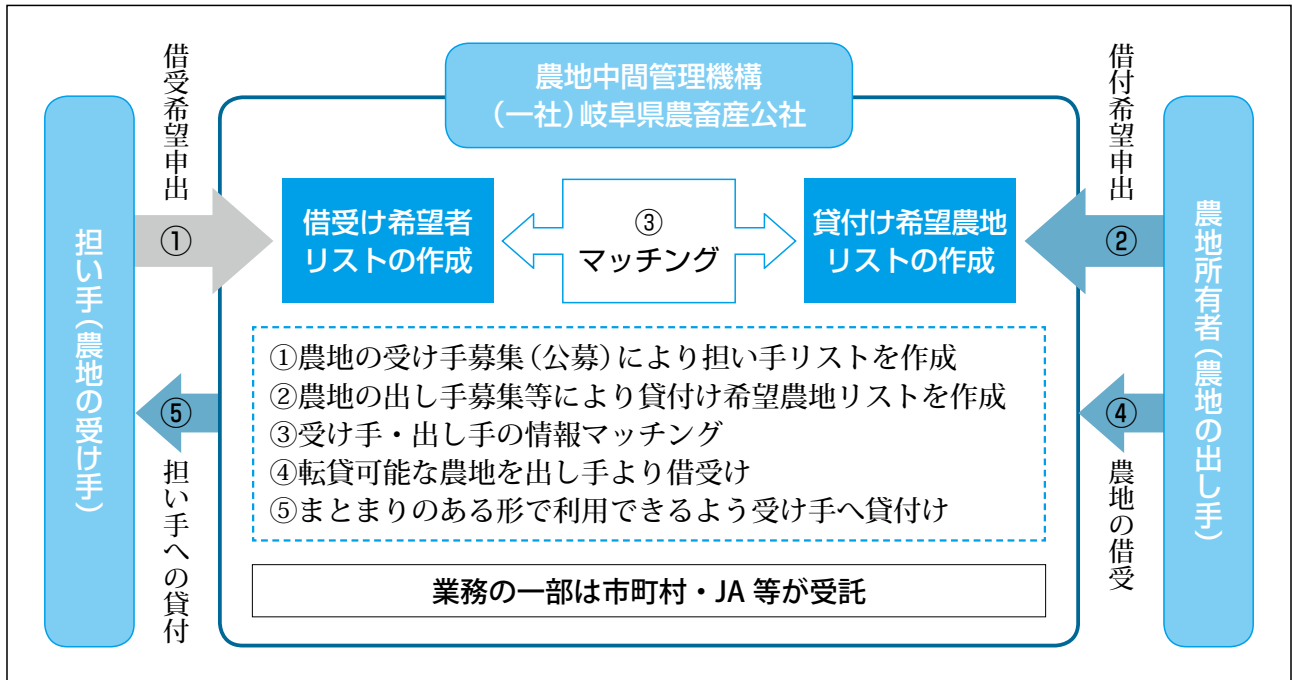 農地中間管理機構
（一社）岐阜県農畜産公社
借受希望申出
借付希望申出
担い手（農地の受け手）
①
借受け希望者
リストの作成
③
マッチング
貸付け希望農地
リストの作成
②
農地所有者（農地の出し手）
①農地の受け手募集（公募）により担い手リストを作成
②農地の出し手募集等により貸付け希望農地リストを作成
③受け手・出し手の情報マッチング
④転貸可能な農地を出し手より借受け
⑤まとまりのある形で利用できるよう受け手へ貸付け
⑤
担い手への貸付
④
農地の借受
業務の一部は市町村・JA 等が受託